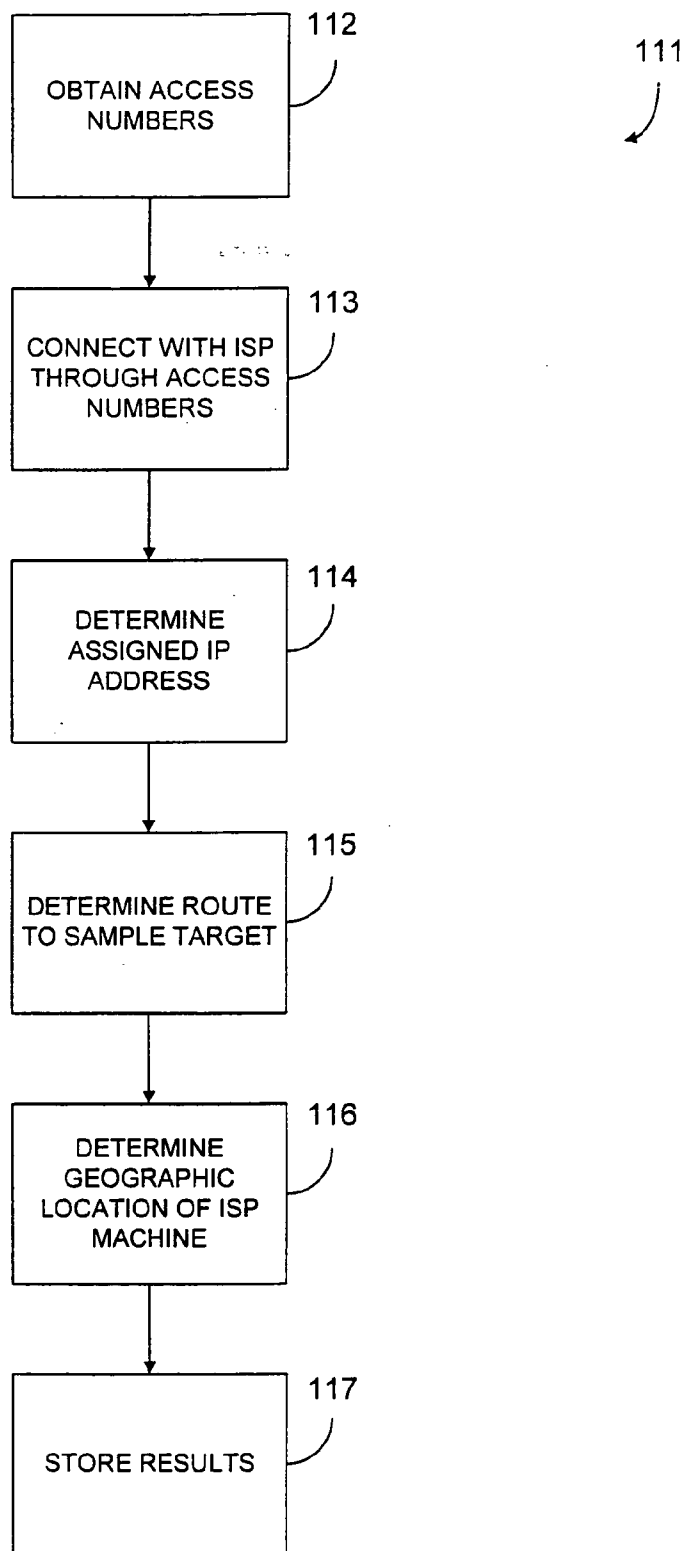 112
111
OBTAIN ACCESS
NUMBERS
113
CONNECT WITH ISP
THROUGH ACCESS
NUMBERS
114
DETERMINE
ASSIGNED IP
ADDRESS
115
DETERMINE ROUTE
TO SAMPLE TARGET
116
DETERMINE
GEOGRAPHIC
LOCATION OF ISP
MACHINE
117
STORE RESULTS